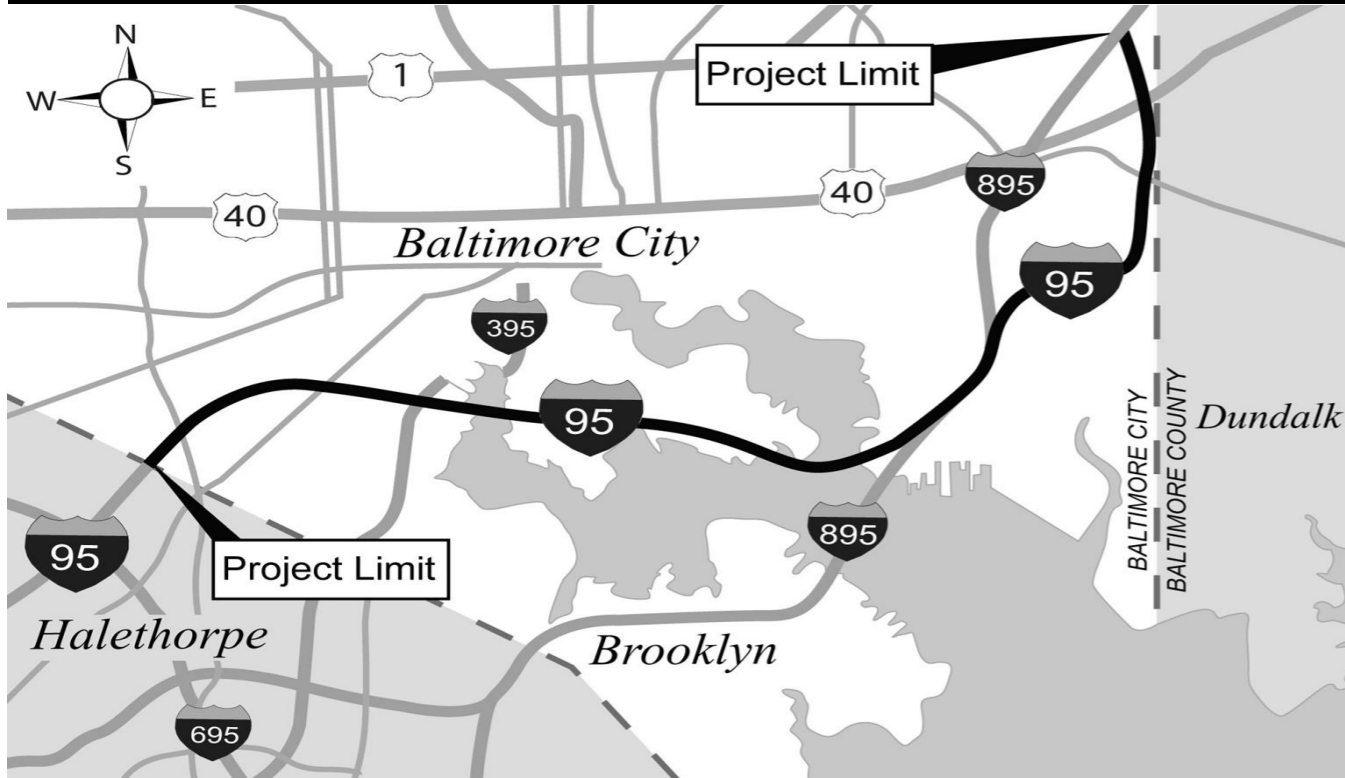 N
W E
S
1
Project Limit
895
40
40
Baltimore City
95
395
95
BALTIMORE CITY
BALTIMORE COUNTY
Dundalk
895
95
Project Limit
Halethorpe
Brooklyn
695